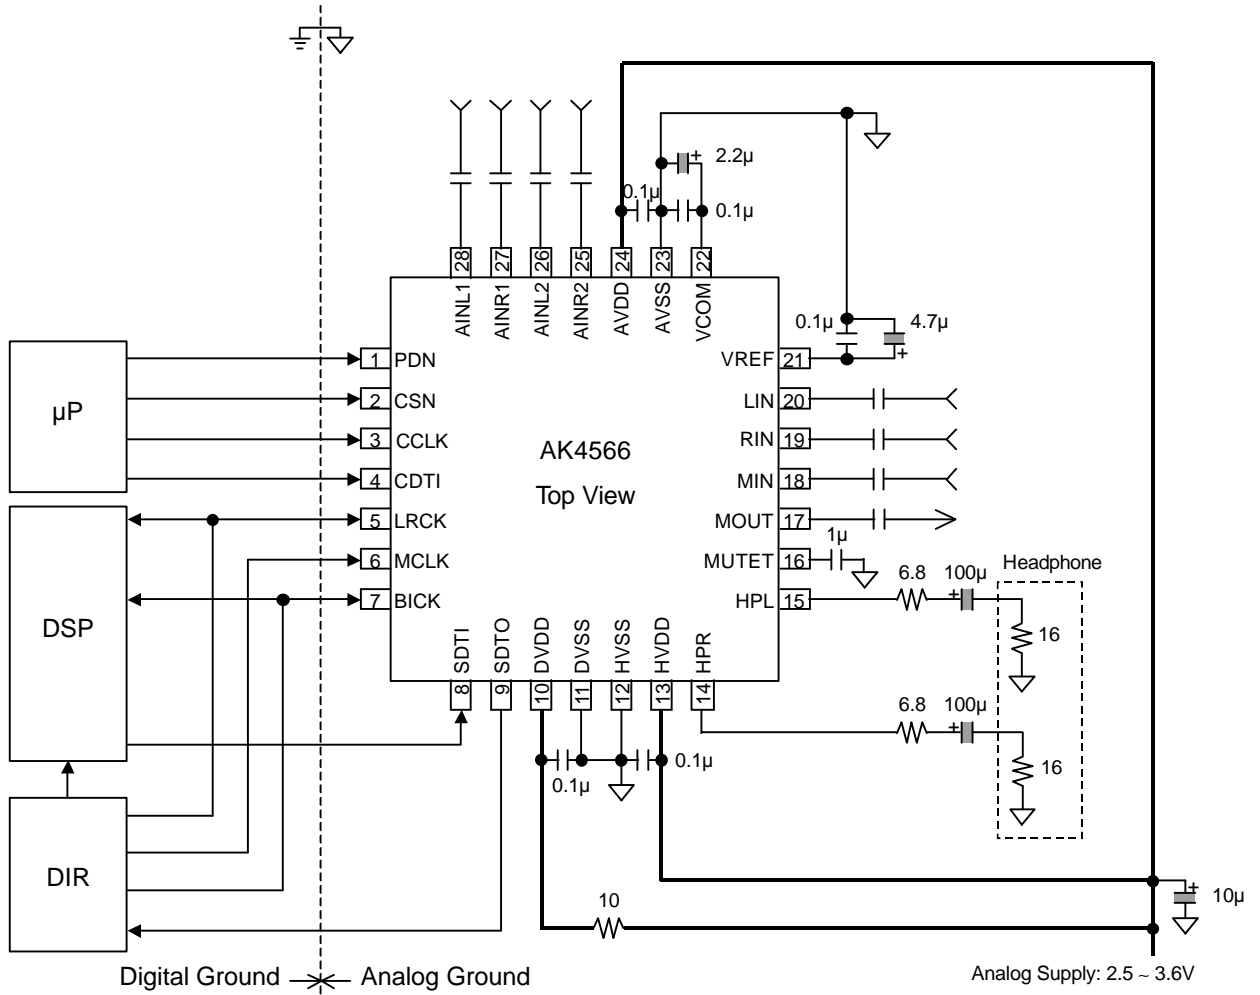 2.2µ
0.1µ
0.1µ
28
27
26
25
24
23
22
AINL1
AINR1
AINL2
AINR2
AVDD
AVSS
VCOM
0.1µ
4.7µ
µP
1 PDN
2 CSN
3 CCLK
4 CDTI
5 LRCK
6 MCLK
7 BICK
AK4566
Top View
VREF 21
LIN 20
RIN 19
MIN 18
MOUT 17
MUTET 16
HPL 15
1µ
DSP
SDTI
SDTO
DVDD
DVSS
HVSS
HVDD
HPR
8
9
10
11
12
13
14
Headphone
6.8
100µ
16
6.8
100µ
16
0.1µ
0.1µ
DIR
10
10µ
Digital Ground
Analog Ground
Analog Supply: 2.5 ~ 3.6V